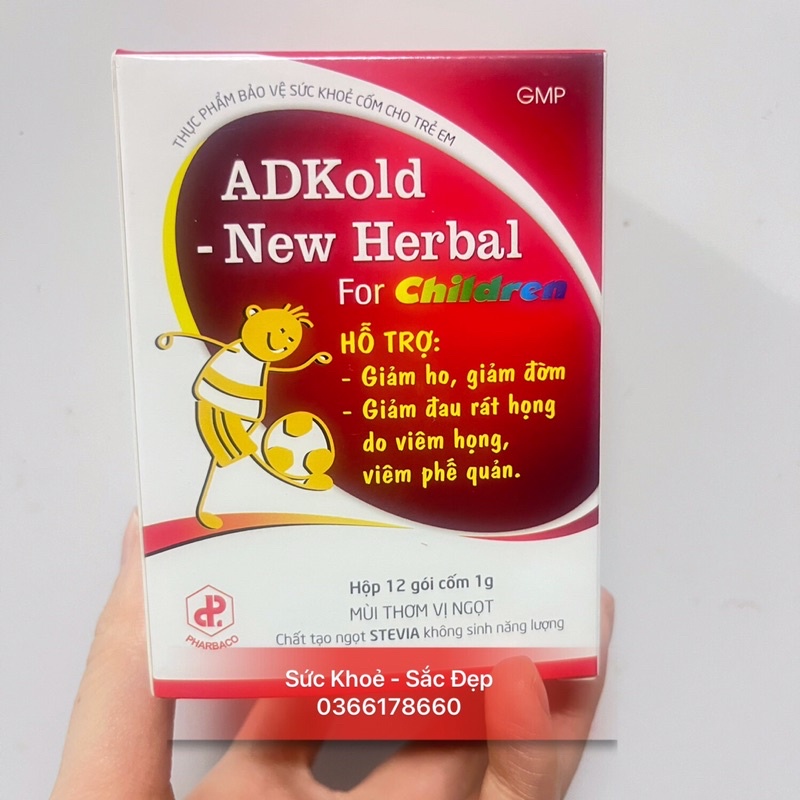 THỰC PHẨM BẢO VỆ SỨC KHOẺ CỐM CHO TRẺ EM
GMP
ADKold
- New Herbal
For Children
HỖ TRỢ:
- Giảm ho, giảm đờm
- Giảm đau rát họng
do viêm họng,
viêm phế quản.
Hộp 12 gói cốm 1g
MÙI THƠM VỊ NGỌT
Chất tạo ngọt STEVIA không sinh năng lượng
PHARBACO
Sức Khoẻ - Sắc Đẹp
0366178660